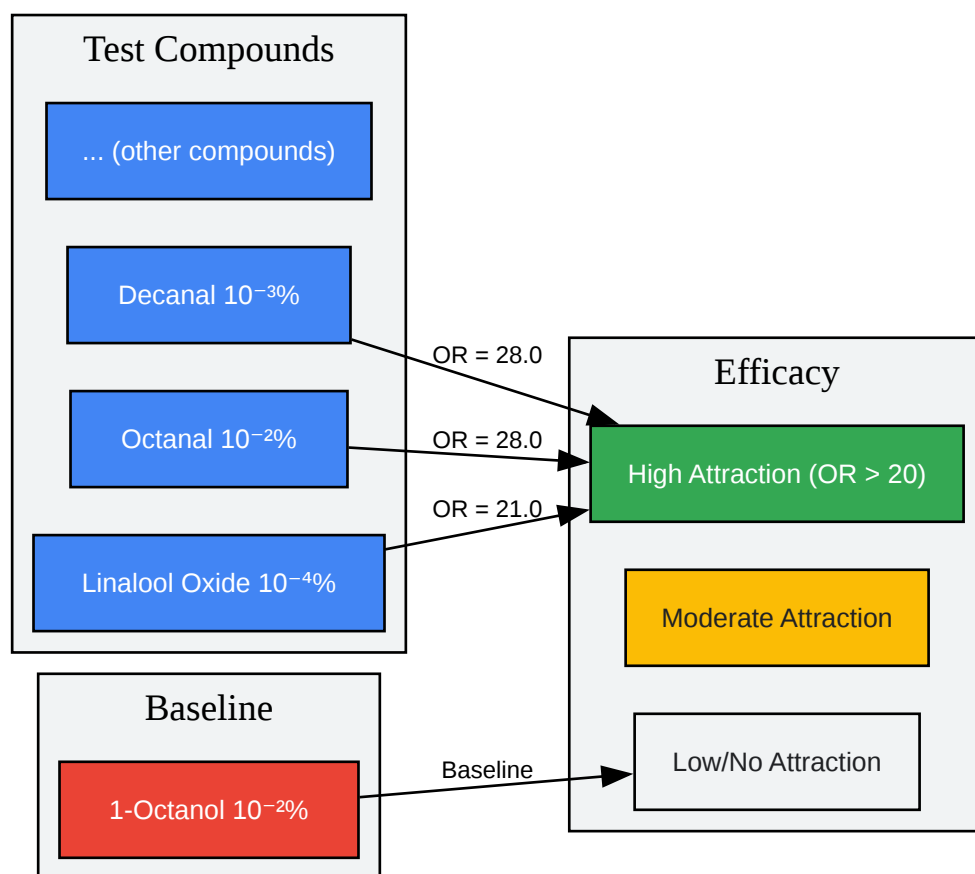 Test Compounds
... (other compounds)
Decanal 10⁻³%
Octanal 10⁻²%
Linalool Oxide 10⁻⁴%
OR = 28.0
OR = 28.0
OR = 21.0
Efficacy
High Attraction (OR > 20)
Moderate Attraction
Low/No Attraction
Baseline
1-Octanol 10⁻²%
Baseline